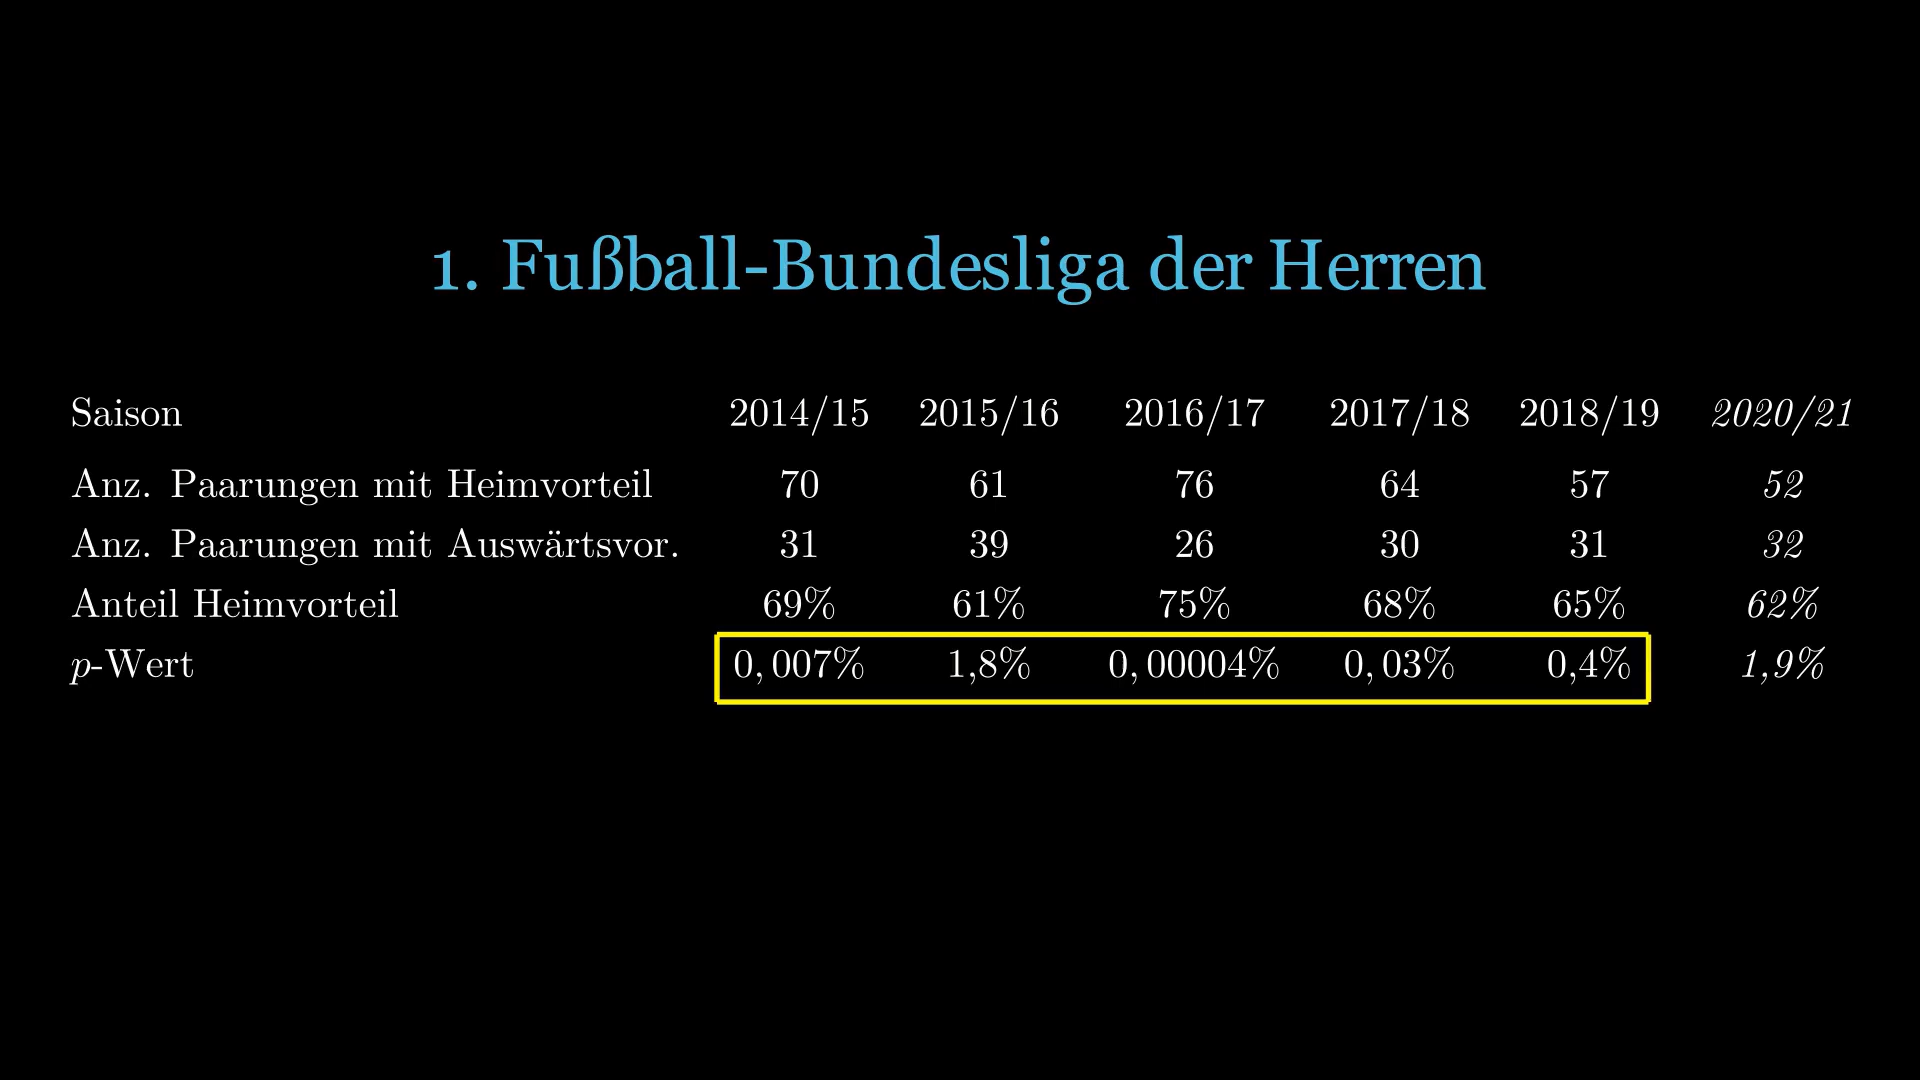 1. Fußball-Bundesliga der Herren
Saison 2014/15 2015/16 2016/17 2017/18 2018/19 2020/21
Anz. Paarungen mit Heimvorteil 70 61 76 64 57 52
Anz. Paarungen mit Auswärtsvor. 31 39 26 30 31 32
Anteil Heimvorteil 69% 61% 75% 68% 65% 62%
p-Wert 0,007% 1,8% 0,00004% 0,03% 0,4% 1,9%